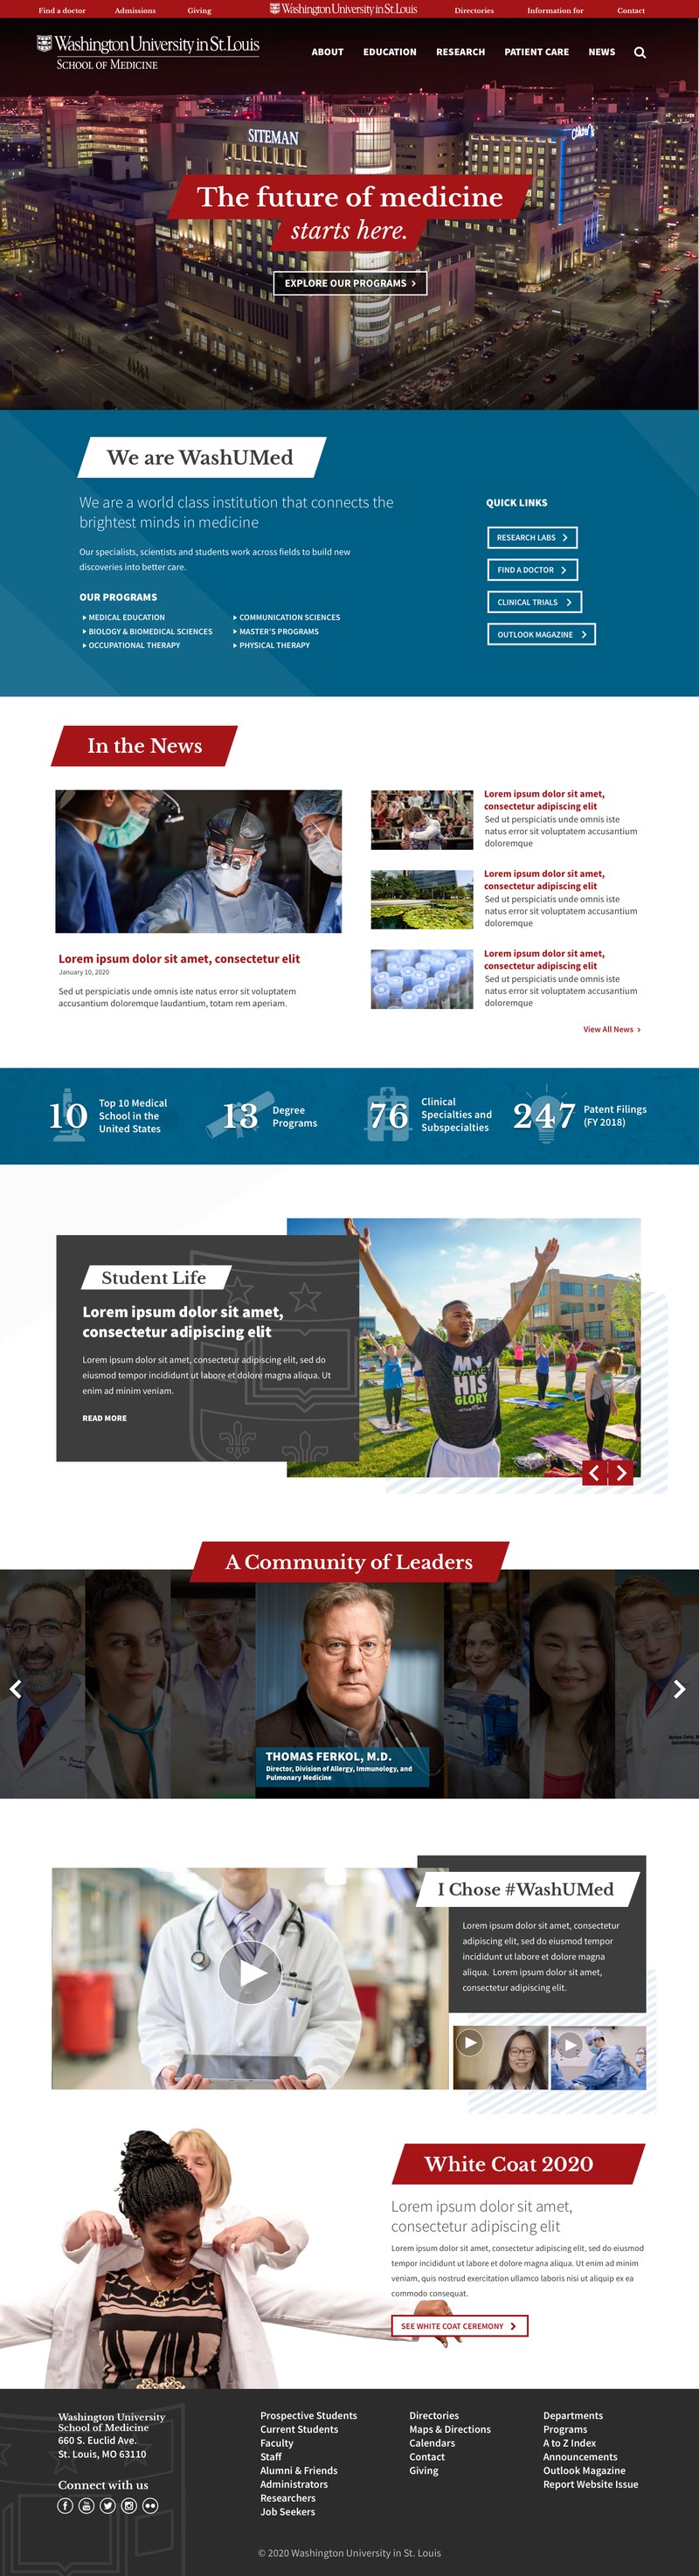 Find a doctor
Admissions
Giving
Washington University in St. Louis
Directories
Information for
Contact
Washington University in St. Louis
SCHOOL OF MEDICINE
ABOUT
EDUCATION
RESEARCH
PATIENT CARE
NEWS
SITEMAN
The future of medicine
starts here.
EXPLORE OUR PROGRAMS
We are WashUMed
We are a world class institution that connects the
brightest minds in medicine
Our specialists, scientists and students work across fields to build new
discoveries into better care.
OUR PROGRAMS
MEDICAL EDUCATION
BIOLOGY & BIOMEDICAL SCIENCES
OCCUPATIONAL THERAPY
COMMUNICATION SCIENCES
MASTER'S PROGRAMS
PHYSICAL THERAPY
QUICK LINKS
RESEARCH LABS
FIND A DOCTOR
CLINICAL TRIALS
OUTLOOK MAGAZINE
In the News
Lorem ipsum dolor sit amet, consectetur elit
January 10, 2020
Sed ut perspiciatis unde omnis iste natus error sit voluptatem
accusantium doloremque laudantium, totam rem aperiam.
Lorem ipsum dolor sit amet,
consectetur adipiscing elit
Sed ut perspiciatis unde omnis iste
natus error sit voluptatem accusantium
doloremque
Lorem ipsum dolor sit amet,
consectetur adipiscing elit
Sed ut perspiciatis unde omnis iste
natus error sit voluptatem accusantium
doloremque
Lorem ipsum dolor sit amet,
consectetur adipiscing elit
Sed ut perspiciatis unde omnis iste
natus error sit voluptatem accusantium
doloremque
View All News
10
Top 10 Medical
School in the
United States
13
Degree
Programs
76
Clinical
Specialties and
Subspecialties
247
Patent Filings
(FY 2018)
Student Life
Lorem ipsum dolor sit amet,
consectetur adipiscing elit
Lorem ipsum dolor sit amet, consectetur adipiscing elit, sed do
eiusmod tempor incididunt ut labore et dolore magna aliqua. Ut
enim ad minim veniam.
READ MORE
MY
GAME
HIS
GLORY
A Community of Leaders
THOMAS FERKOL, M.D.
Director, Division of Allergy, Immunology, and
Pulmonary Medicine
I Chose #WashUMed
Lorem ipsum dolor sit amet, consectetur
adipiscing elit, sed do eiusmod tempor
incididunt ut labore et dolore magna
aliqua. Lorem ipsum dolor sit amet,
consectetur adipiscing elit.
White Coat 2020
Lorem ipsum dolor sit amet,
consectetur adipiscing elit
Lorem ipsum dolor sit amet, consectetur adipiscing elit, sed do eiusmod
tempor incididunt ut labore et dolore magna aliqua. Ut enim ad minim
veniam, quis nostrud exercitation ullamco laboris nisi ut aliquip ex ea
commodo consequat.
SEE WHITE COAT CEREMONY
Washington University
School of Medicine
660 S. Euclid Ave.
St. Louis, MO 63110
Connect with us
Prospective Students
Current Students
Faculty
Staff
Alumni & Friends
Administrators
Researchers
Job Seekers
Directories
Maps & Directions
Calendars
Contact
Giving
Departments
Programs
A to Z Index
Announcements
Outlook Magazine
Report Website Issue
© 2020 Washington University in St. Louis